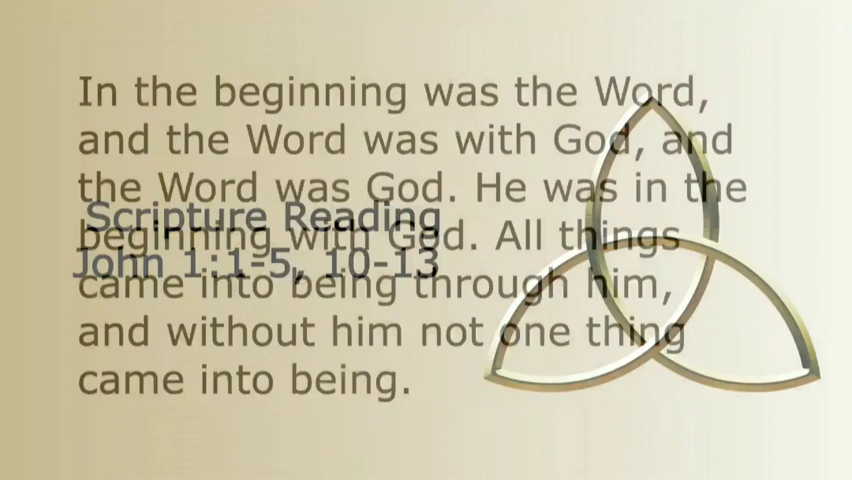 In the beginning was the Word,
and the Word was with God, and
the Word was God. He was in the
Scripture Reading
beginning with God. All things
John 1:1-5, 10-13
came into being through him,
and without him not one thing
came into being.